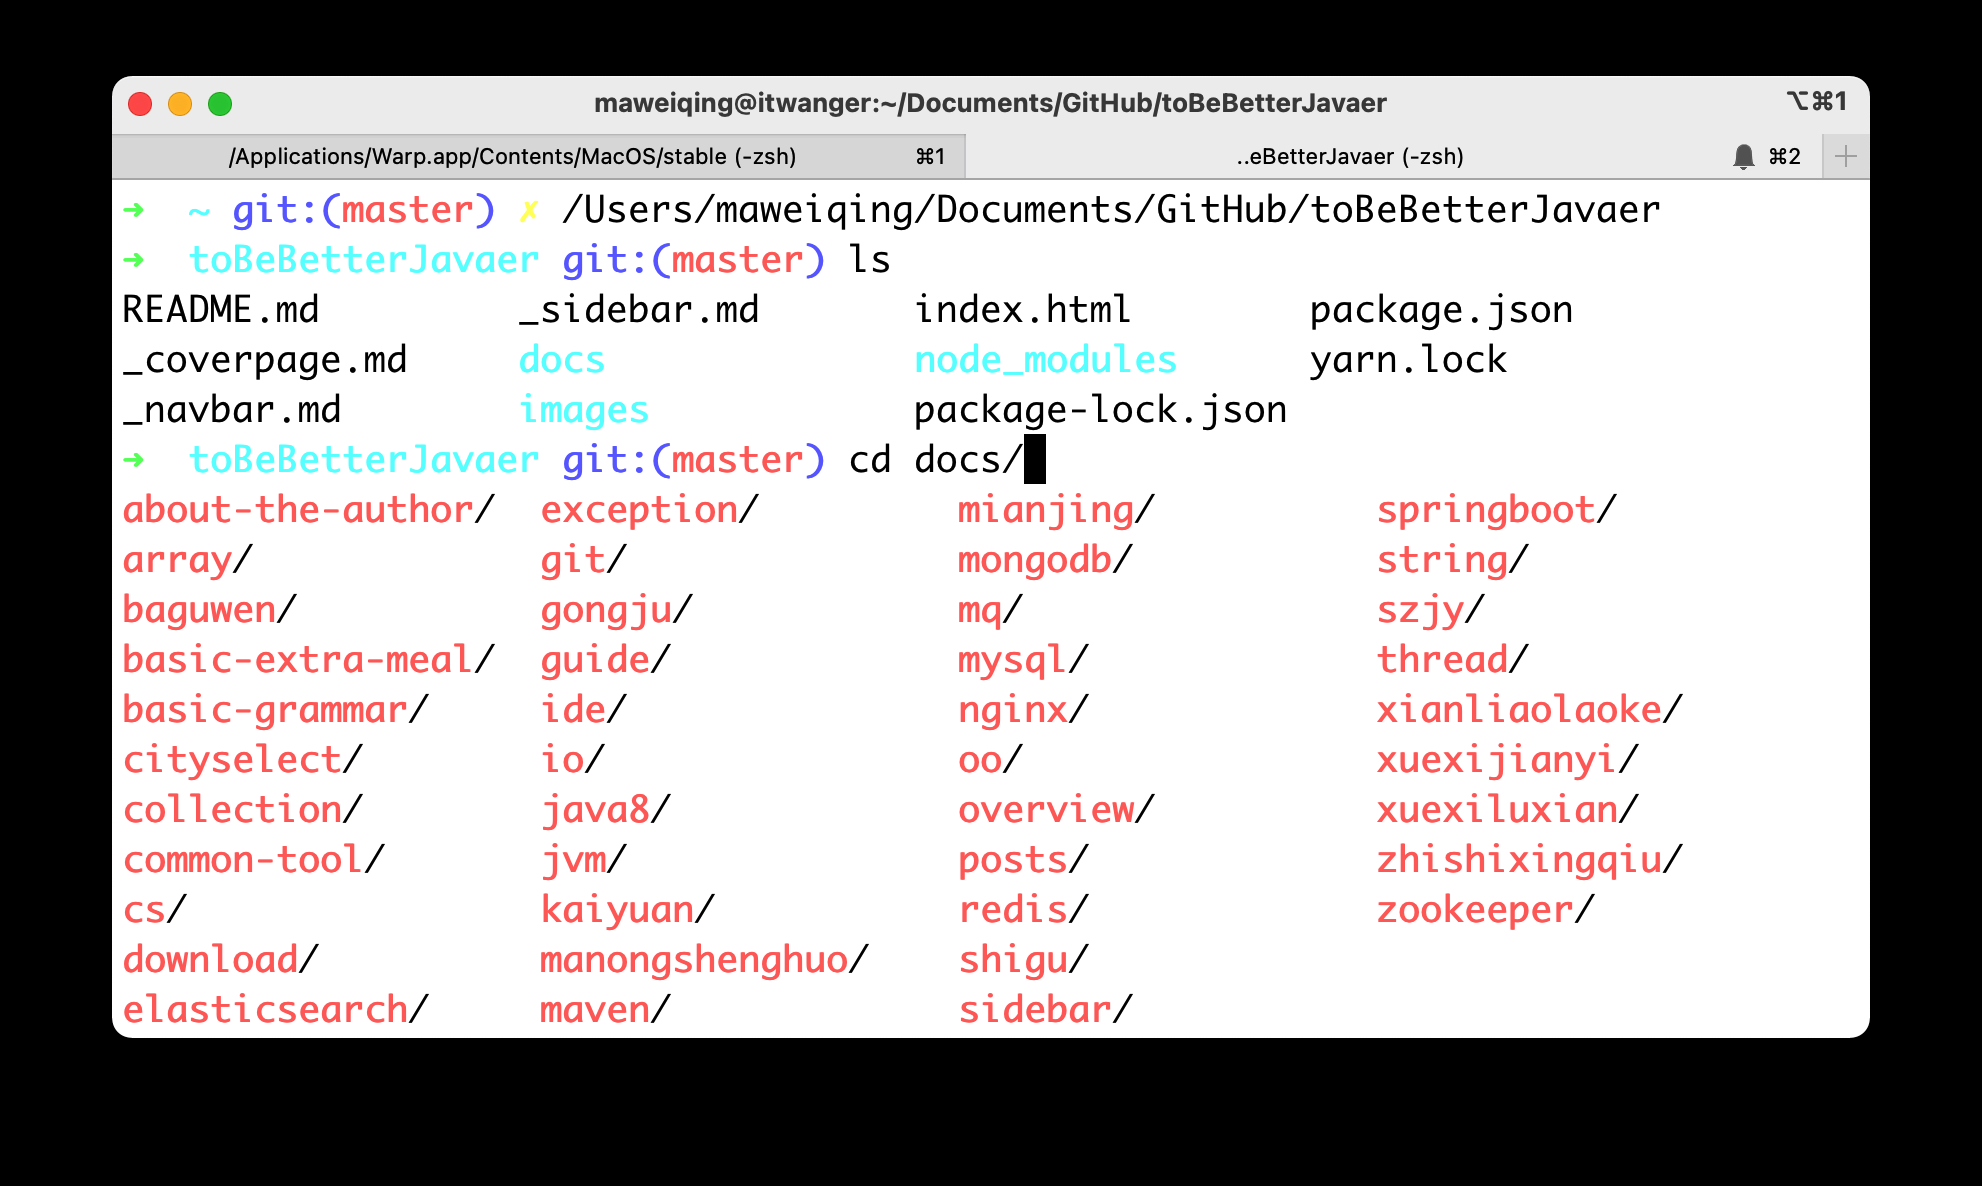 maweiqing@itwanger:~/Documents/GitHub/toBeBetterJavaer ⌥⌘1
/Applications/Warp.app/Contents/MacOS/stable (-zsh) ⌘1 ..eBetterJavaer (-zsh) ⌘2 +
➜ ~ git:(master) ✗ /Users/maweiqing/Documents/GitHub/toBeBetterJavaer
➜ toBeBetterJavaer git:(master) ls
README.md _sidebar.md index.html package.json
_coverpage.md docs node_modules yarn.lock
_navbar.md images package-lock.json
➜ toBeBetterJavaer git:(master) cd docs/
about-the-author/ exception/ mianjing/ springboot/
array/ git/ mongodb/ string/
baguwen/ gongju/ mq/ szjy/
basic-extra-meal/ guide/ mysql/ thread/
basic-grammar/ ide/ nginx/ xianliaolaoke/
cityselect/ io/ oo/ xuexijianyi/
collection/ java8/ overview/ xuexiluxian/
common-tool/ jvm/ posts/ zhishixingqiu/
cs/ kaiyuan/ redis/ zookeeper/
download/ manongshenghuo/ shigu/
elasticsearch/ maven/ sidebar/